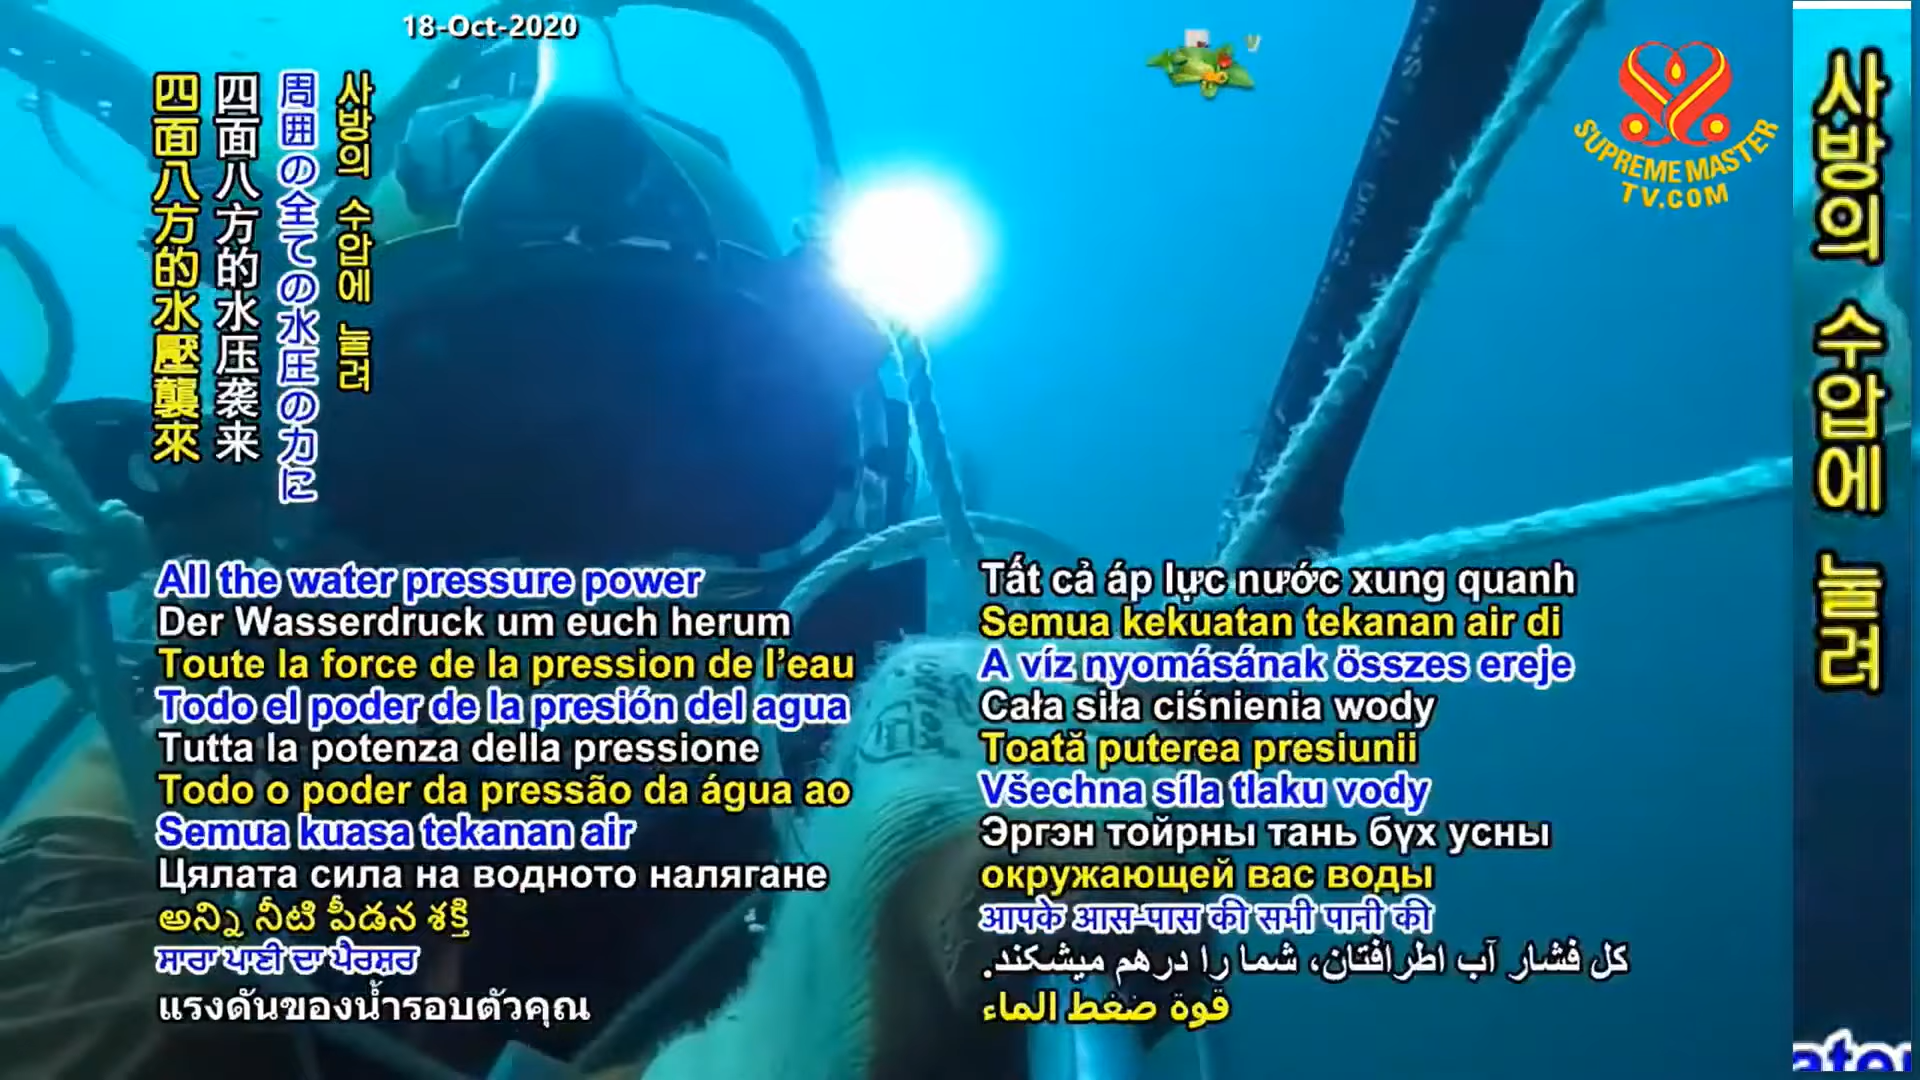 18-Oct-2020
SUPREME MASTER
TV.COM
사방의 수압에 눌려
周囲の全ての水圧の力に
四面八方的水压袭来
四面八方的水壓襲來
All the water pressure power
Der Wasserdruck um euch herum
Toute la force de la pression de l’eau
Todo el poder de la presión del agua
Tutta la potenza della pressione
Todo o poder da pressão da água ao
Semua kuasa tekanan air
Цялата сила на водното налягане
అన్ని నీటి పీడన శక్తి
ਸਾਰਾ ਪਾਣੀ ਦਾ ਪੈਰਸ਼ਰ
แรงดันของน้ำรอบตัวคุณ
Tất cả áp lực nước xung quanh
Semua kekuatan tekanan air di
A víz nyomásának összes ereje
Cała siła ciśnienia wody
Toată puterea presiunii
Všechna síla tlaku vody
Эргэн тойрны тань бүх усны
окружающей вас воды
आपके आस-पास की सभी पानी की
کل فشار آب اطرافتان، شما را درهم میشکند.
قوة ضغط الماء
사방의 수압에 눌려